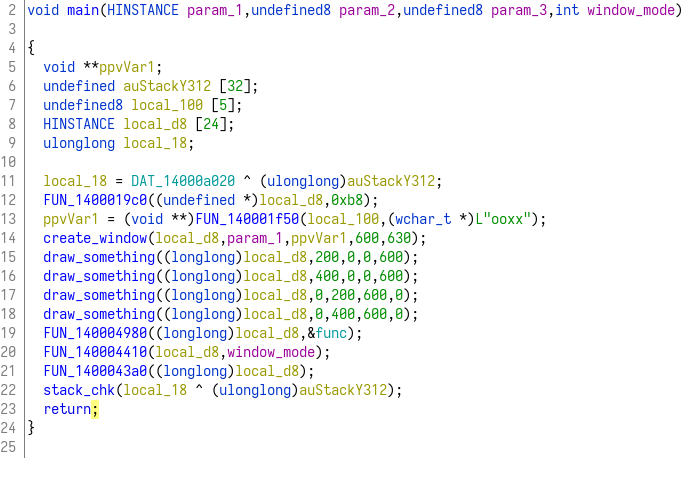 2 void main(HINSTANCE param_1,undefined8 param_2,undefined8 param_3,int window_mode)
3
4 {
5   void **ppvVar1;
6   undefined auStackY312 [32];
7   undefined8 local_100 [5];
8   HINSTANCE local_d8 [24];
9   ulonglong local_18;
10
11   local_18 = DAT_14000a020 ^ (ulonglong)auStackY312;
12   FUN_1400019c0((undefined *)local_d8,0xb8);
13   ppvVar1 = (void **)FUN_140001f50(local_100,(wchar_t *)L"ooxx");
14   create_window(local_d8,param_1,ppvVar1,600,630);
15   draw_something((longlong)local_d8,200,0,0,600);
16   draw_something((longlong)local_d8,400,0,0,600);
17   draw_something((longlong)local_d8,0,200,600,0);
18   draw_something((longlong)local_d8,0,400,600,0);
19   FUN_140004980((longlong)local_d8,&func);
20   FUN_140004410(local_d8,window_mode);
21   FUN_1400043a0((longlong)local_d8);
22   stack_chk(local_18 ^ (ulonglong)auStackY312);
23   return;
24 }
25